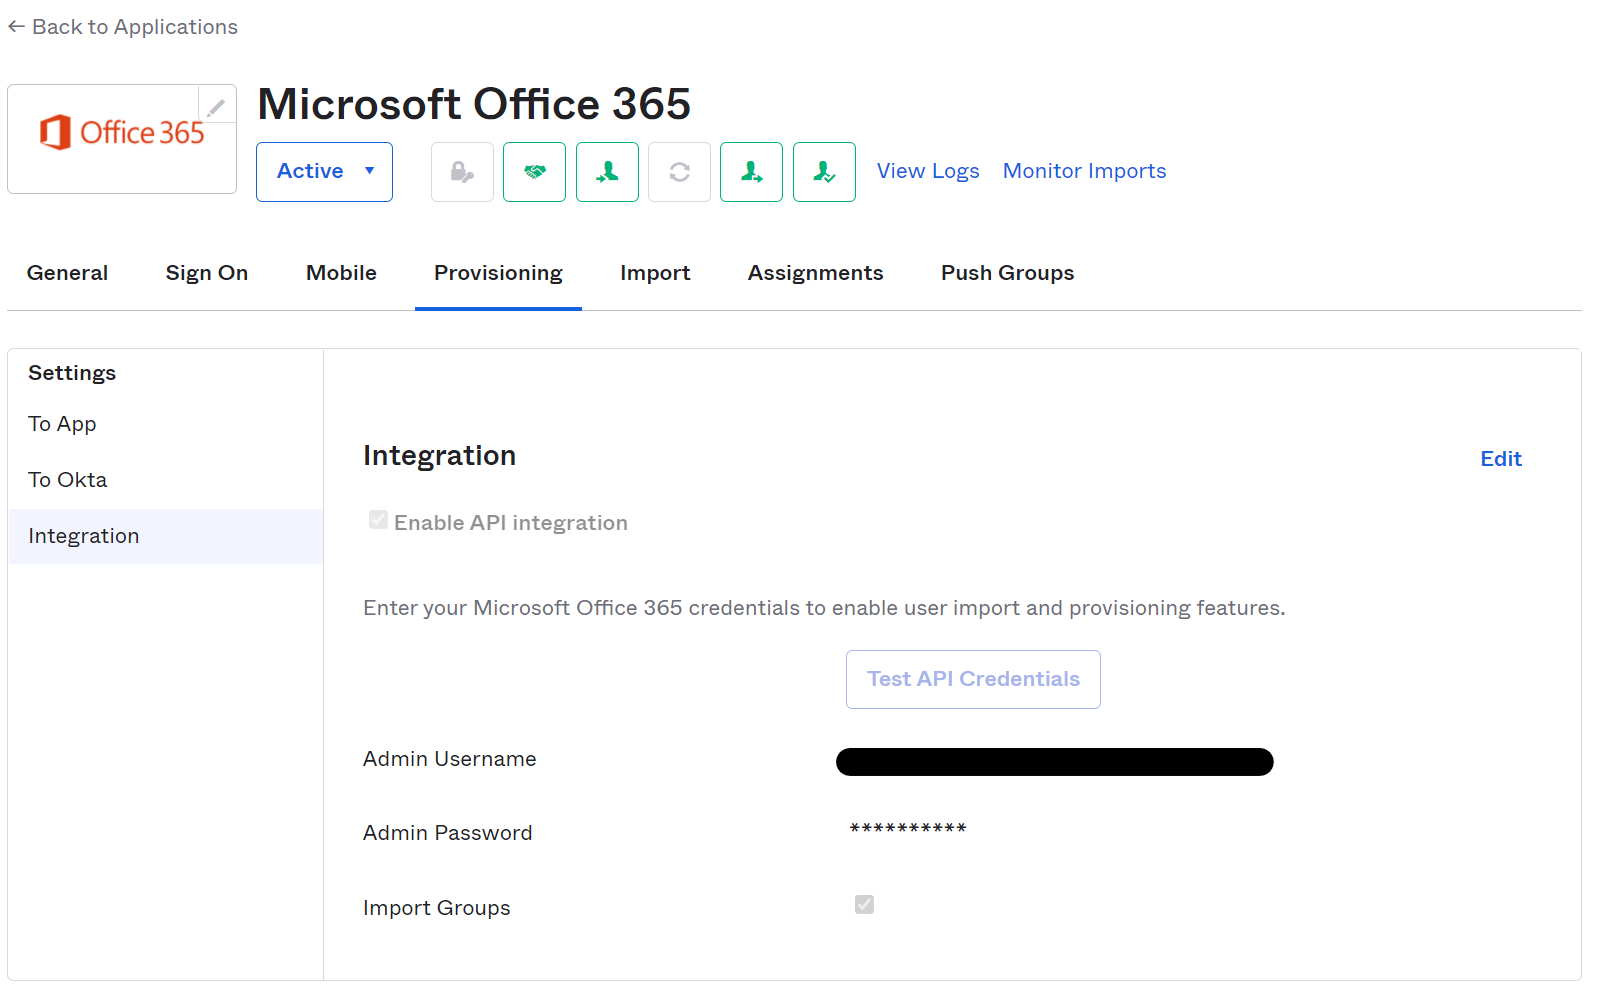 ← Back to Applications
Office 365
Microsoft Office 365
Active ▼
View Logs Monitor Imports
General Sign On Mobile Provisioning Import Assignments Push Groups
Settings
To App
To Okta
Integration
Integration
Edit
Enable API integration
Enter your Microsoft Office 365 credentials to enable user import and provisioning features.
Test API Credentials
Admin Username
Admin Password **********
Import Groups